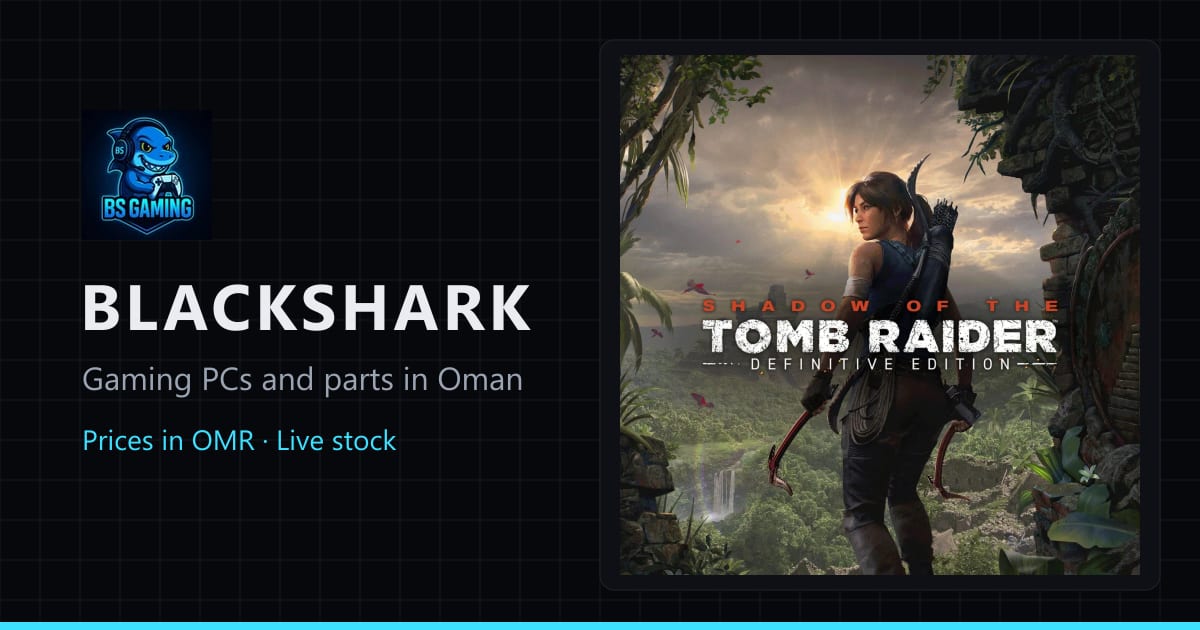 BS
BS GAMING
BLACKSHARK
Gaming PCs and parts in Oman
Prices in OMR · Live stock
SHADOW OF THE
TOMB RAIDER
DEFINITIVE EDITION